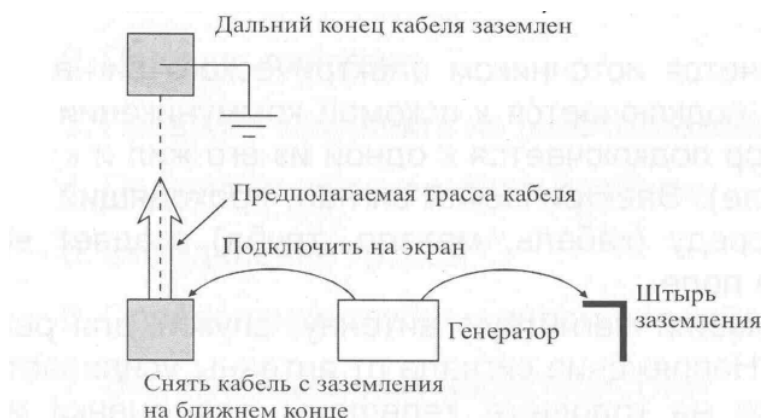 Дальний конец кабеля заземлен
Предполагаемая трасса кабеля
Подключить на экран
Штырь
заземления
Генератор
Снять кабель с заземления
на ближнем конце